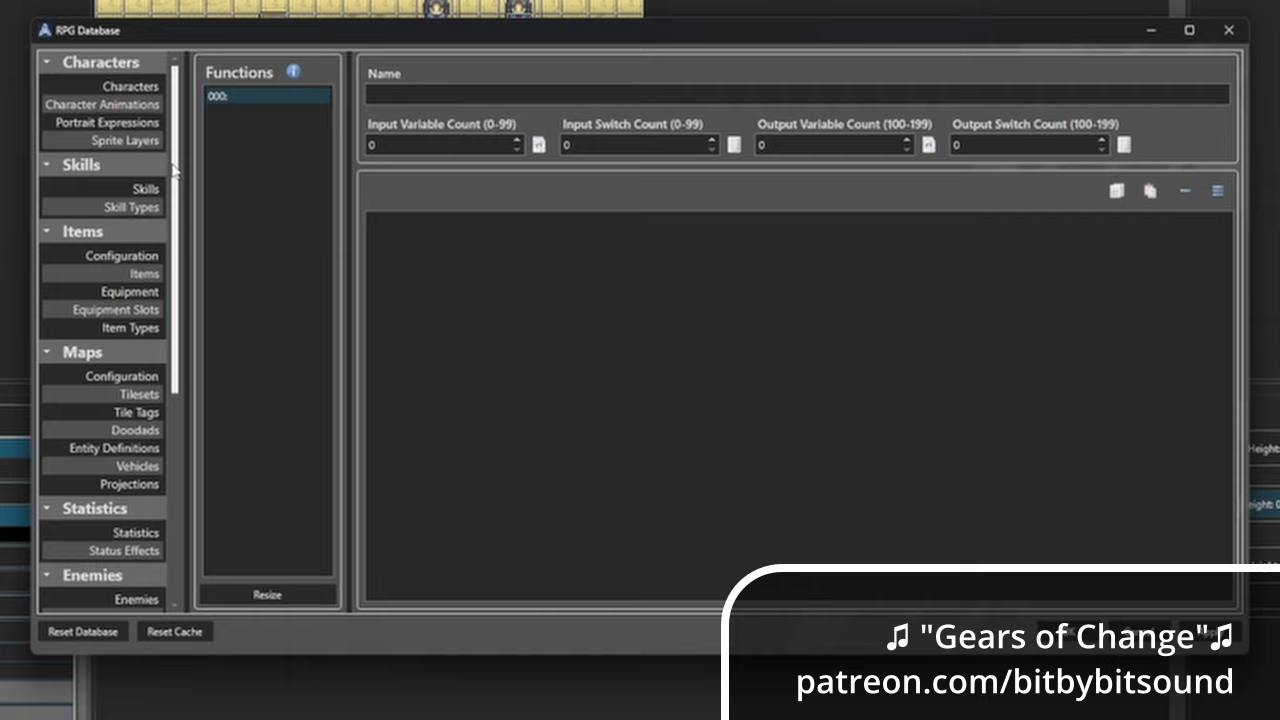 RPG Database
Characters
Characters
Character Animations
Portrait Expressions
Sprite Layers
Skills
Skills
Skill Types
Items
Configuration
Items
Equipment
Equipment Slots
Item Types
Maps
Configuration
Tilesets
Tile Tags
Doodads
Entity Definitions
Vehicles
Projections
Statistics
Statistics
Status Effects
Enemies
Enemies
Reset Database
Reset Cache
Functions
000:
Resize
Name
Input Variable Count (0-99)
Input Switch Count (0-99)
Output Variable Count (100-199)
Output Switch Count (100-199)
0
0
0
0
Height:
♫ "Gears of Change"♫
patreon.com/bitbybitsound